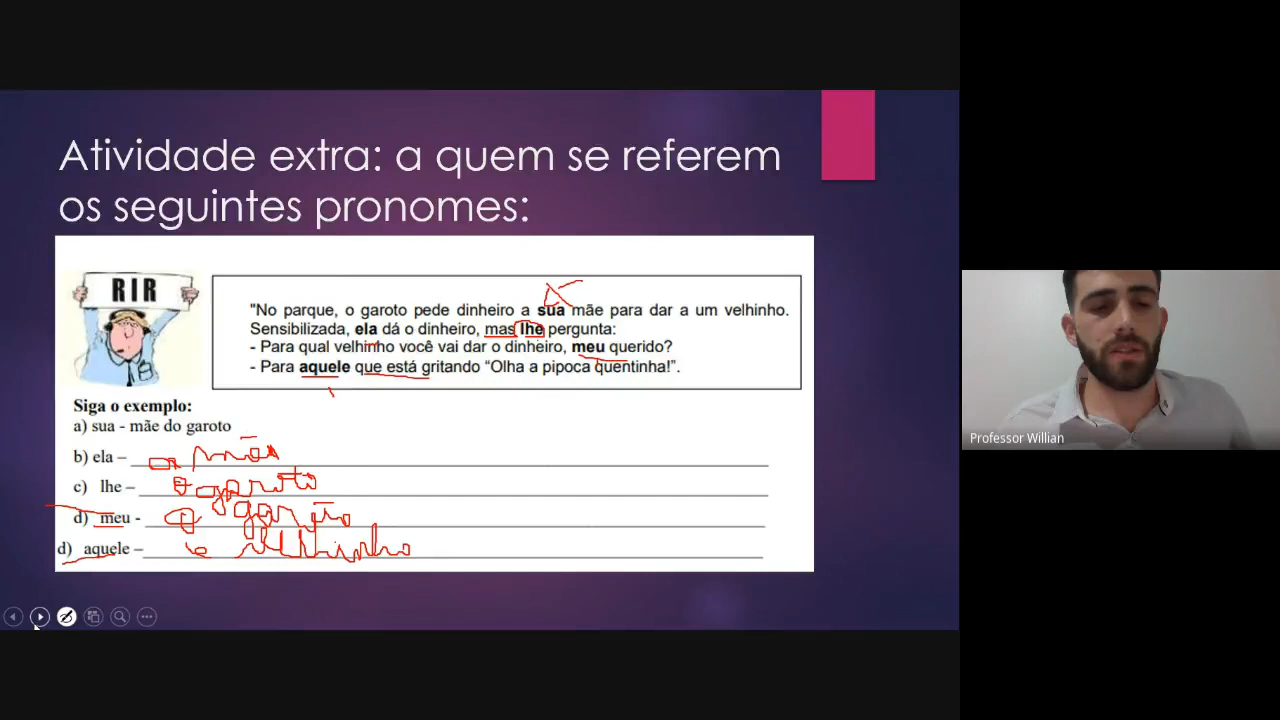 Atividade extra: a quem se referem
os seguintes pronomes:
RIR
"No parque, o garoto pede dinheiro a sua mãe para dar a um velhinho.
Sensibilizada, ela dá o dinheiro, mas lhe pergunta:
- Para qual velhinho você vai dar o dinheiro, meu querido?
- Para aquele que está gritando “Olha a pipoca quentinha!”.
Siga o exemplo:
a) sua - mãe do garoto
b) ela – a mãe
c) lhe – o garoto
d) meu -
d) aquele – o velhinho
Professor Willian